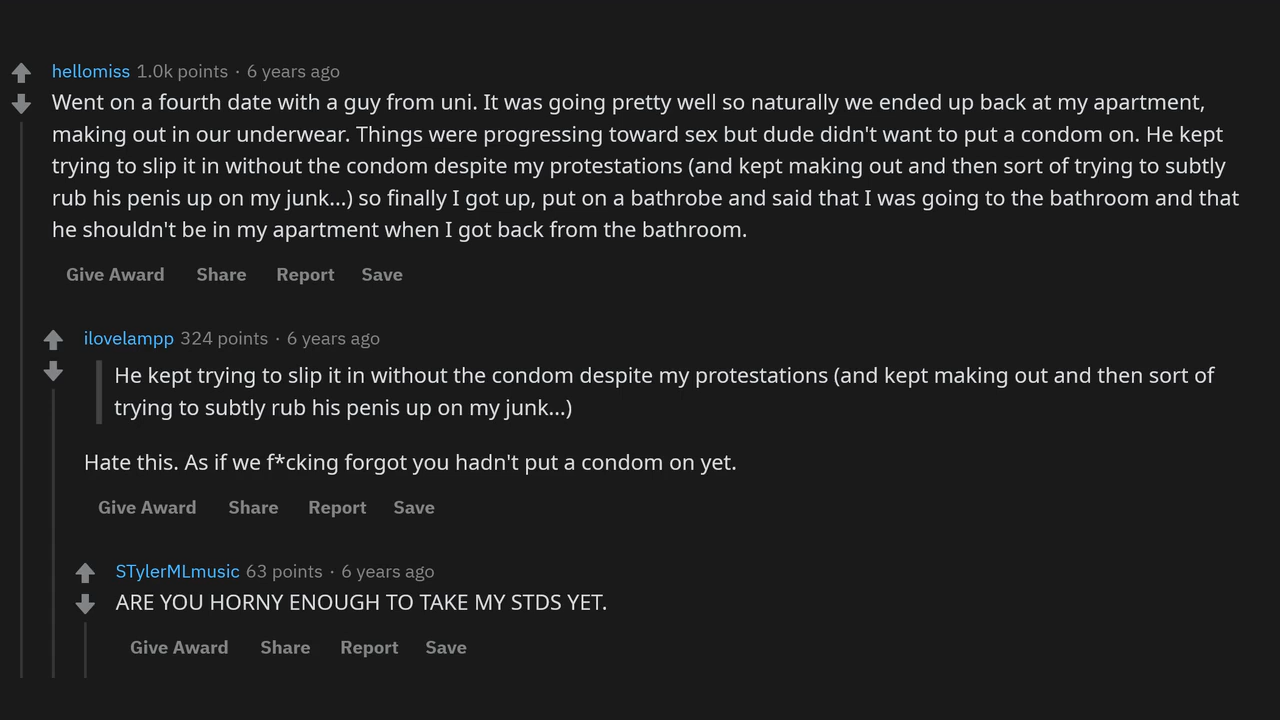 hellomiss 1.0k points · 6 years ago
Went on a fourth date with a guy from uni. It was going pretty well so naturally we ended up back at my apartment,
making out in our underwear. Things were progressing toward sex but dude didn't want to put a condom on. He kept
trying to slip it in without the condom despite my protestations (and kept making out and then sort of trying to subtly
rub his penis up on my junk...) so finally I got up, put on a bathrobe and said that I was going to the bathroom and that
he shouldn't be in my apartment when I got back from the bathroom.
Give Award Share Report Save
ilovelampp 324 points · 6 years ago
He kept trying to slip it in without the condom despite my protestations (and kept making out and then sort of
trying to subtly rub his penis up on my junk...)
Hate this. As if we f*cking forgot you hadn't put a condom on yet.
Give Award Share Report Save
STylerMLmusic 63 points · 6 years ago
ARE YOU HORNY ENOUGH TO TAKE MY STDS YET.
Give Award Share Report Save